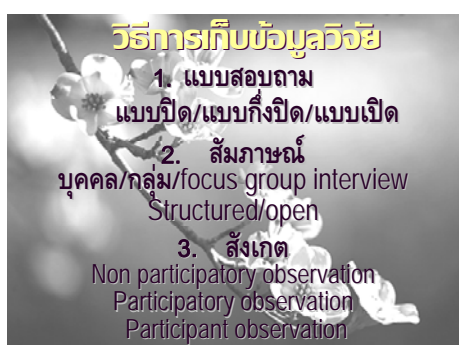 วิธีการเก็บข้อมูลวิจัย
1. แบบสอบถาม
แบบปิด/แบบกึ่งปิด/แบบเปิด
2. สัมภาษณ์
บุคคล/กลุ่ม/focus group interview
Structured/open
3. สังเกต
Non participatory observation
Participatory observation
Participant observation